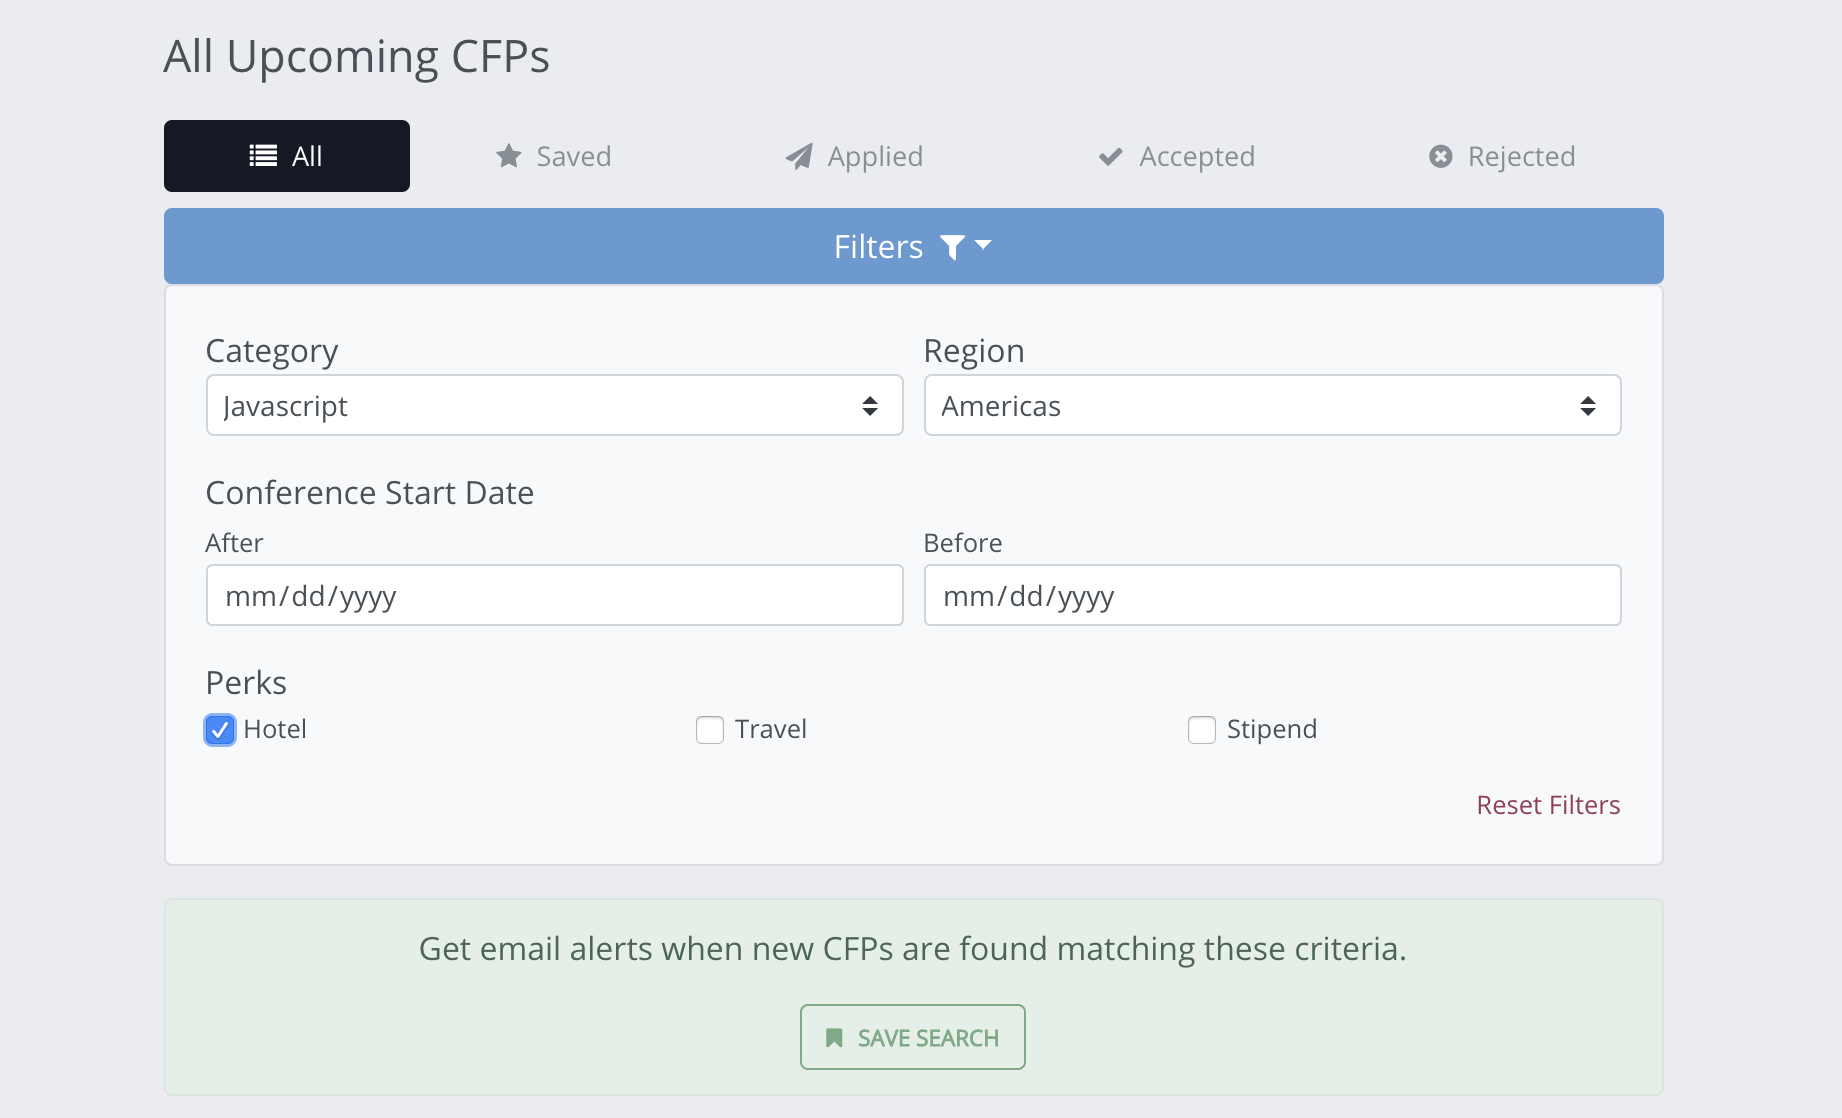 All Upcoming CFPs
All Saved Applied Accepted Rejected
Filters
Category Region
Javascript Americas
Conference Start Date
After Before
mm/dd/yyyy mm/dd/yyyy
Perks
Hotel Travel Stipend
Reset Filters
Get email alerts when new CFPs are found matching these criteria.
SAVE SEARCH